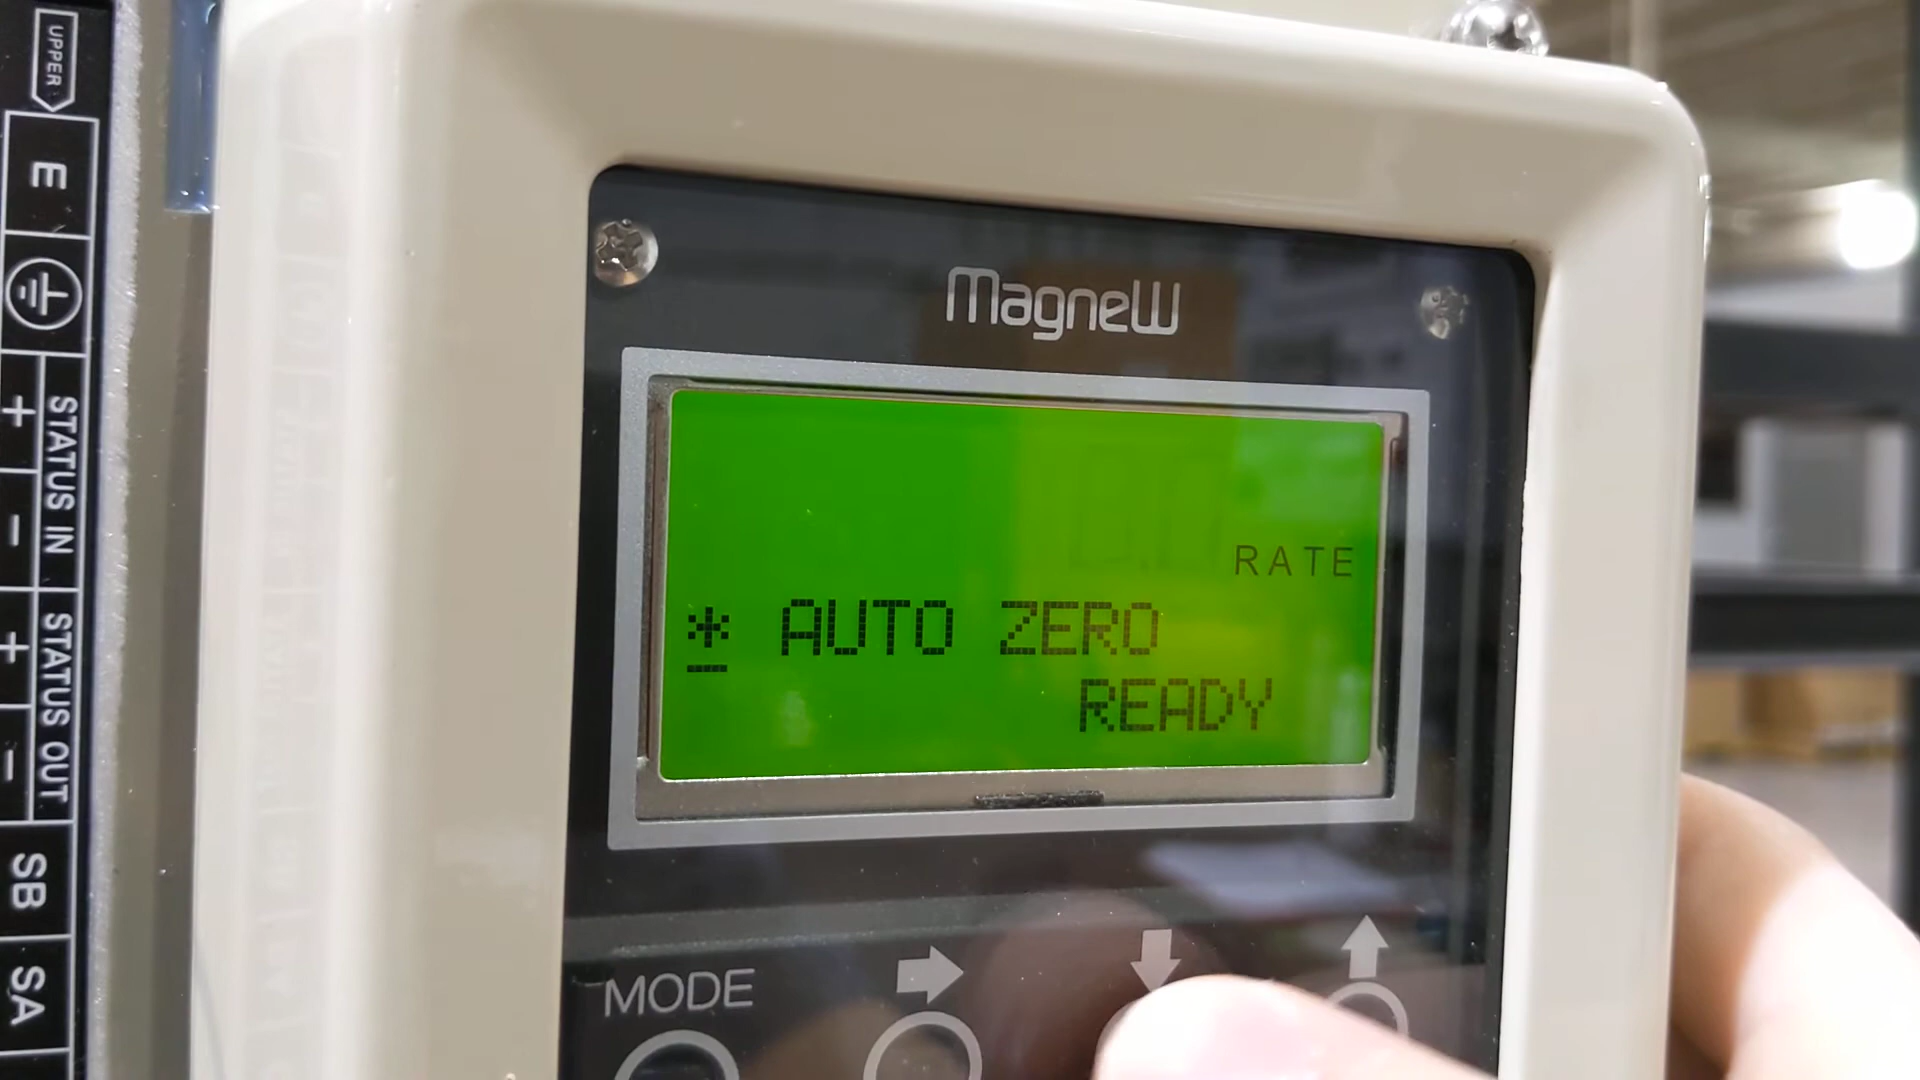 UPPER
E
+
-
STATUS IN
+
-
STATUS OUT
SB
SA
MagneW
RATE
* AUTO ZERO
READY
MODE